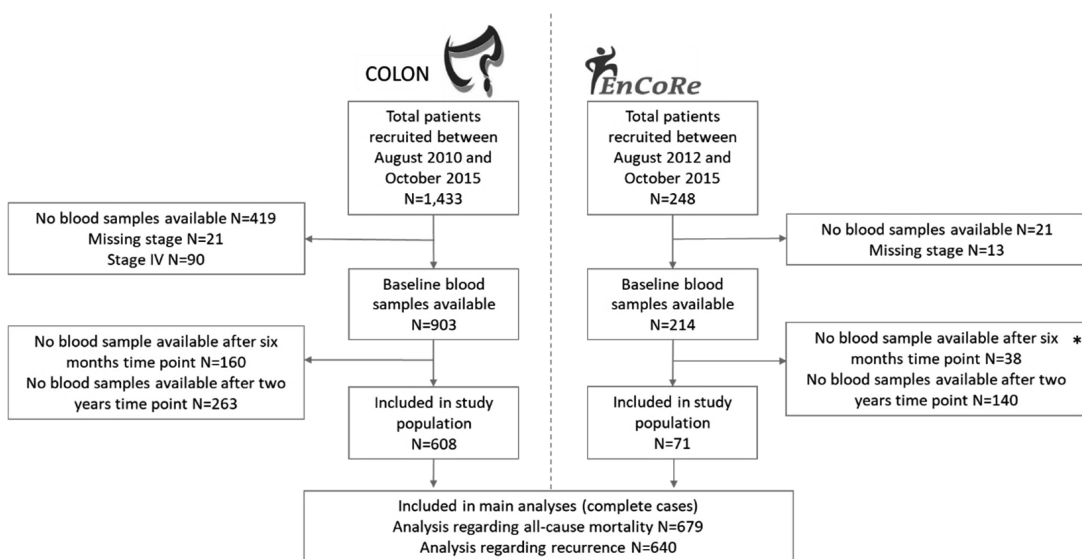 COLON
EnCoRe
Total patients
recruited between
August 2010 and
October 2015
N=1,433
Total patients
recruited between
August 2012 and
October 2015
N=248
No blood samples available N=419
Missing stage N=21
Stage IV N=90
No blood samples available N=21
Missing stage N=13
Baseline blood
samples available
N=903
Baseline blood
samples available
N=214
No blood sample available after six
months time point N=160
No blood samples available after two
years time point N=263
No blood sample available after six *
months time point N=38
No blood samples available after two
years time point N=140
Included in study
population
N=608
Included in study
population
N=71
Included in main analyses (complete cases)
Analysis regarding all-cause mortality N=679
Analysis regarding recurrence N=640